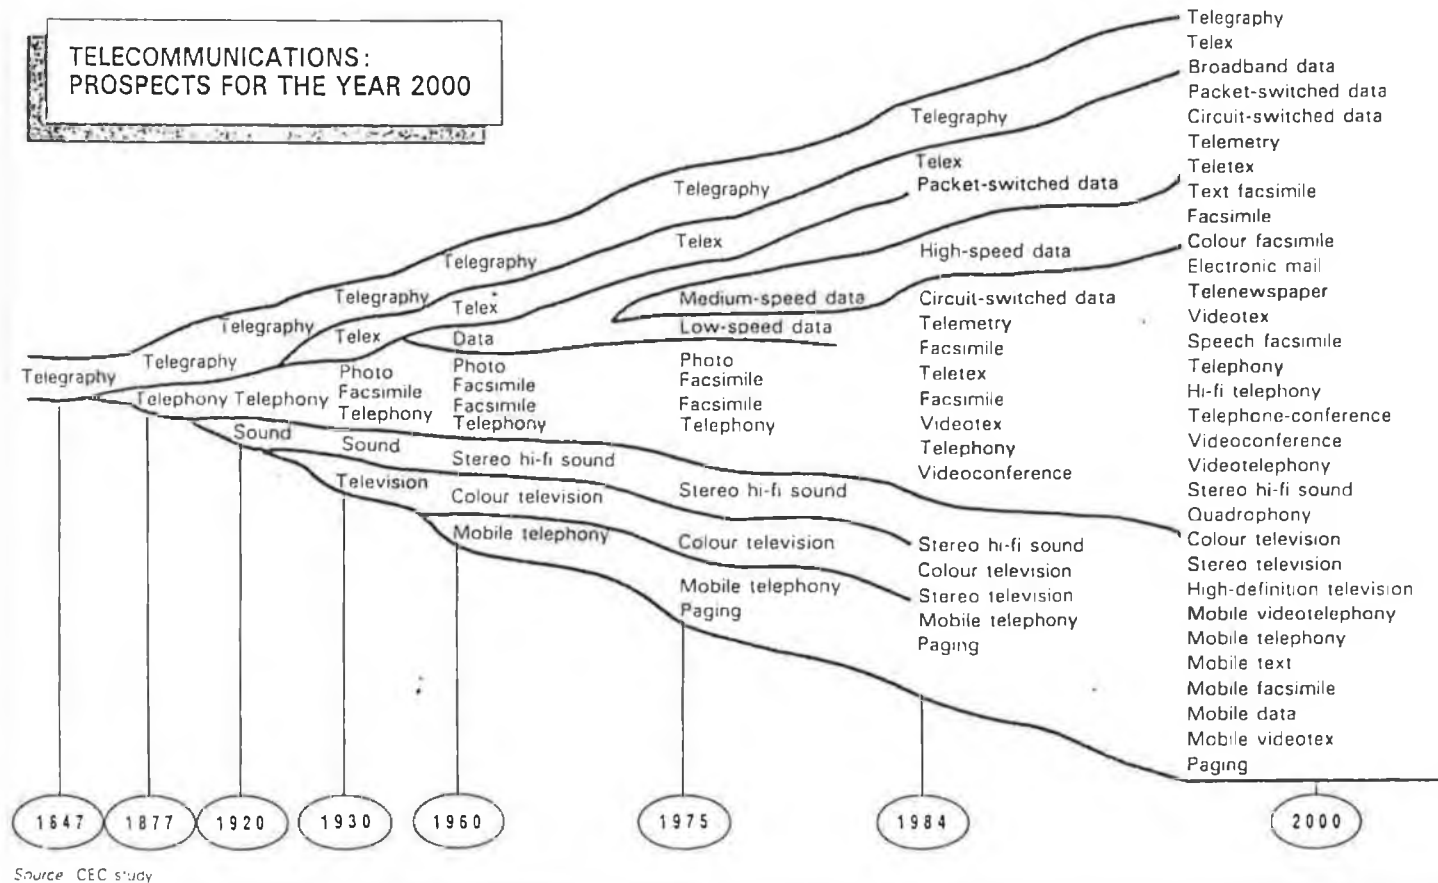 TELECOMMUNICATIONS:
PROSPECTS FOR THE YEAR 2000
Telegraphy
1847
Telegraphy
Telephony
1877
Telegraphy
Telephony
Sound
1920
Telegraphy
Telex
Photo
Facsimile
Telephony
Sound
Television
1930
Telegraphy
Telex
Data
Photo
Facsimile
Facsimile
Telephony
Stereo hi-fi sound
Colour television
Mobile telephony
1960
Telegraphy
Telex
Medium-speed data
Low-speed data
Photo
Facsimile
Facsimile
Telephony
Stereo hi-fi sound
Colour television
Mobile telephony
Paging
1975
Telegraphy
Telex
Packet-switched data
High-speed data
Circuit-switched data
Telemetry
Facsimile
Teletex
Facsimile
Videotex
Telephony
Videoconference
Stereo hi-fi sound
Colour television
Stereo television
Mobile telephony
Paging
1984
Telegraphy
Telex
Broadband data
Packet-switched data
Circuit-switched data
Telemetry
Teletex
Text facsimile
Facsimile
Colour facsimile
Electronic mail
Telenewspaper
Videotex
Speech facsimile
Telephony
Hi-fi telephony
Telephone-conference
Videoconference
Videotelephony
Stereo hi-fi sound
Quadrophony
Colour television
Stereo television
High-definition television
Mobile videotelephony
Mobile telephony
Mobile text
Mobile facsimile
Mobile data
Mobile videotex
Paging
2000
Source CEC study